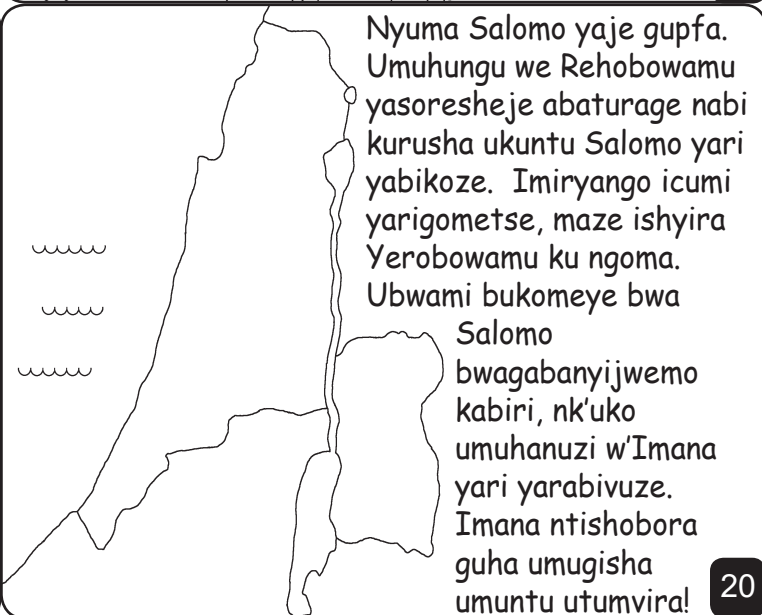 Nyuma Salomo yaje gupfa.
Umuhungu we Rehobowamu
yasoresheje abaturage nabi
kurusha ukuntu Salomo yari
yabikoze. Imiryango icumi
yarigometse, maze ishyira
Yerobowamu ku ngoma.
Ubwami bukomeye bwa
Salomo
bwagabanyijwemo
kabiri, nk'uko
umuhanuzi w'Imana
yari yarabivuze.
Imana ntishobora
guha umugisha
umuntu utumvira!
20